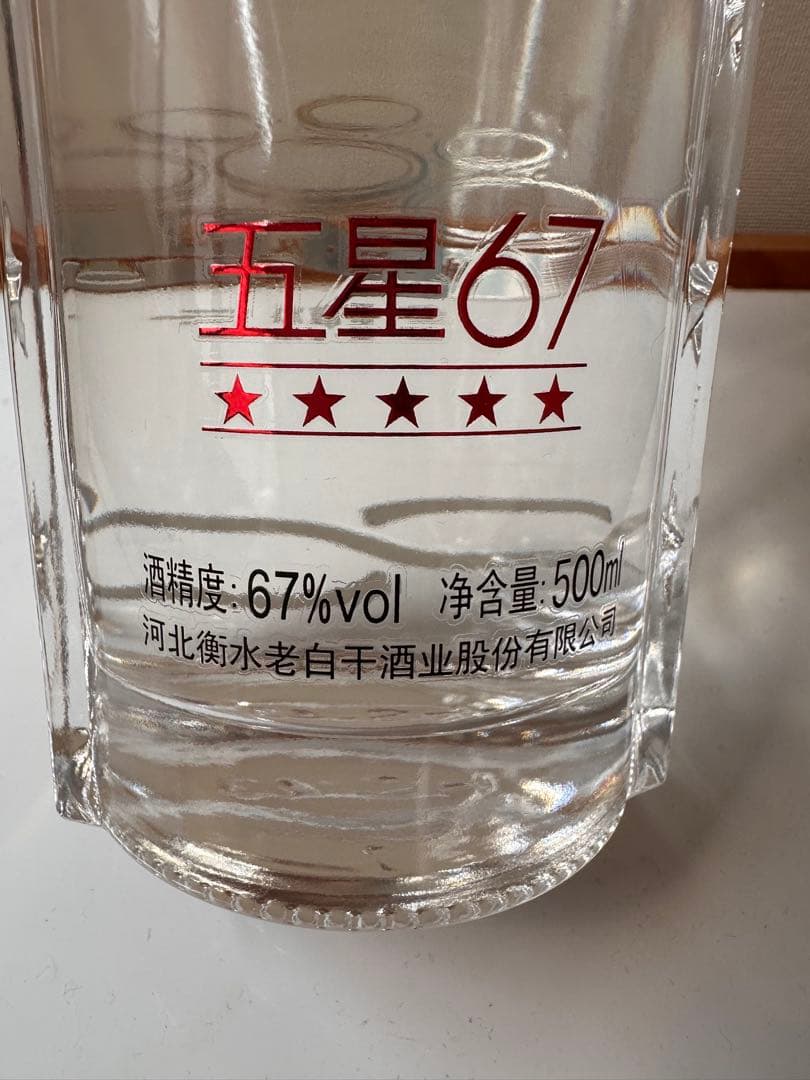 五星67
★★★★★
酒精度:67%vol 净含量:500ml
河北衡水老白干酒业股份有限公司